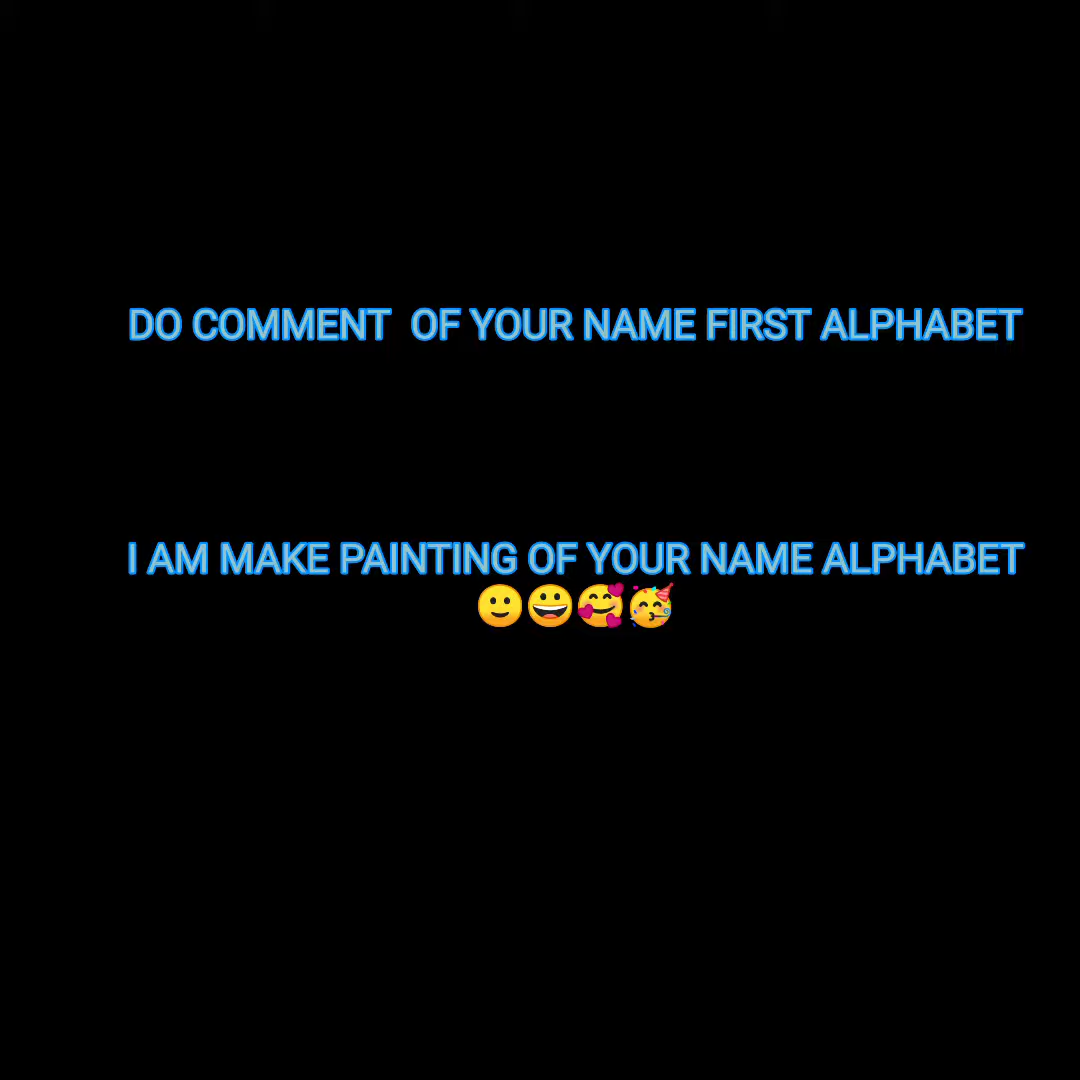 DO COMMENT  OF YOUR NAME FIRST ALPHABET
I AM MAKE PAINTING OF YOUR NAME ALPHABET
🙂😀🥰🥳